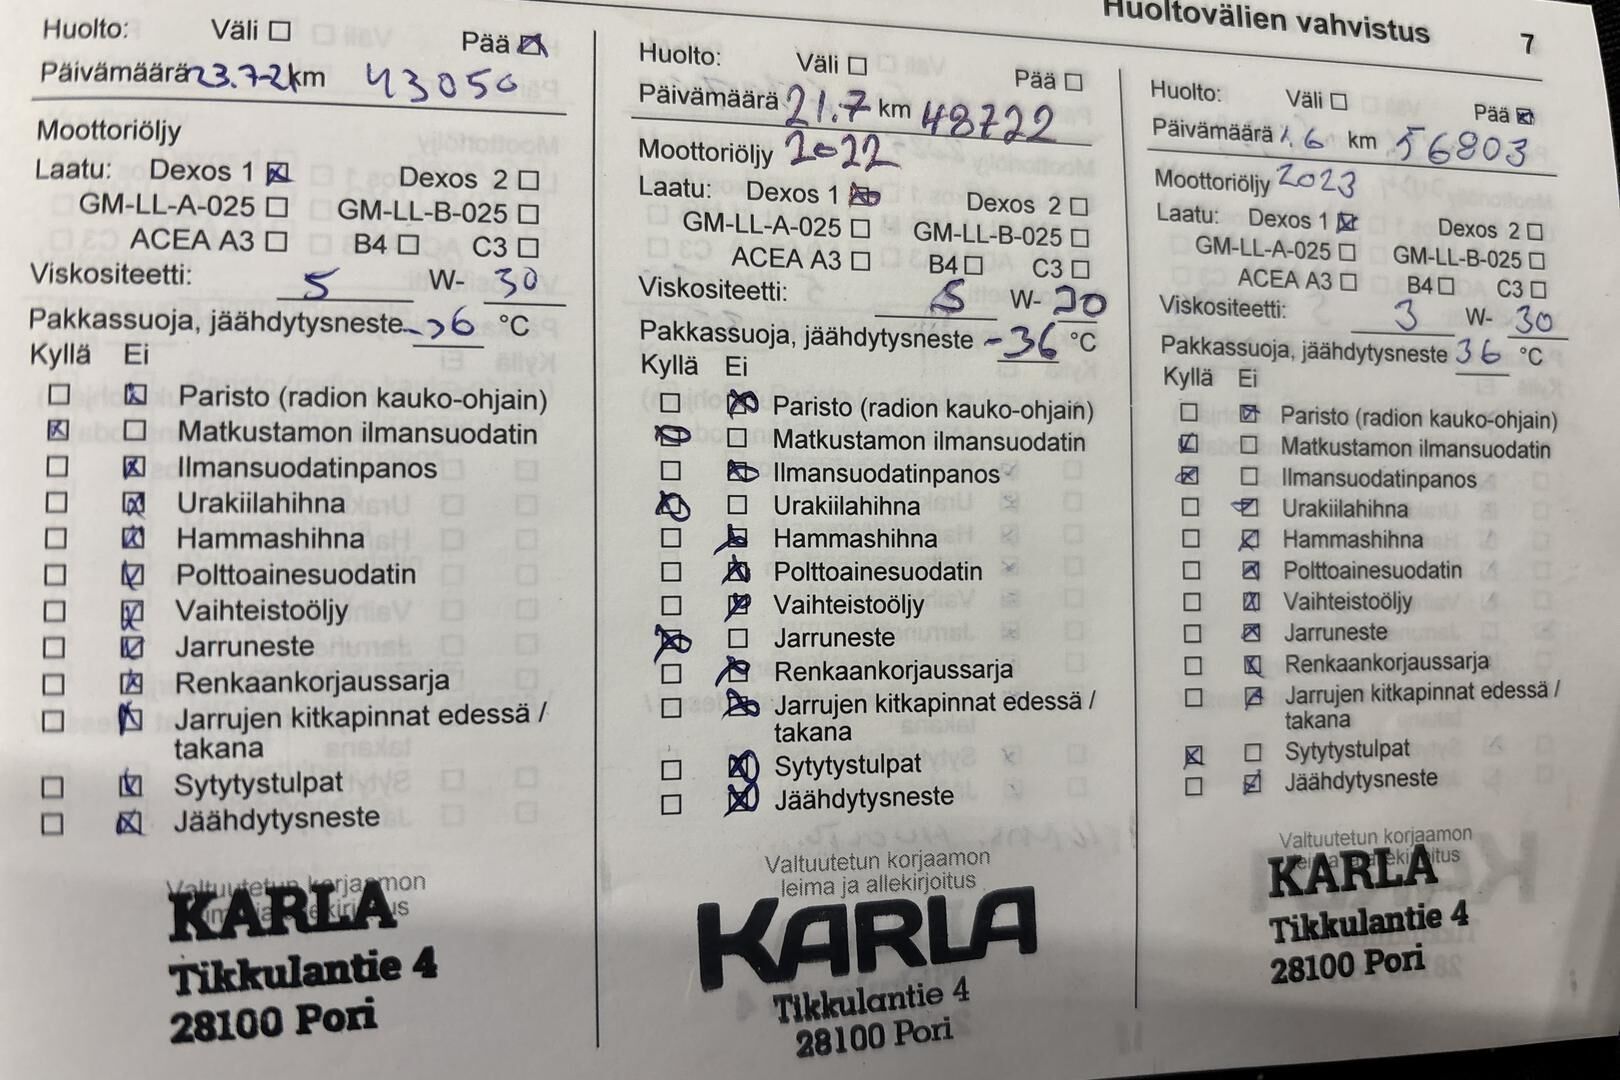 Huoltovälien vahvistus 7
Huolto: Väli ☐ Pää ☒
Päivämäärä 23.7-21 km 43050
Moottoriöljy
Laatu: Dexos 1 ☒ Dexos 2 ☐
GM-LL-A-025 ☐ GM-LL-B-025 ☐
ACEA A3 ☐ B4 ☐ C3 ☐
Viskositeetti: 5 W- 30
Pakkassuoja, jäähdytysneste -36 °C
Kyllä Ei
☐ ☒ Paristo (radion kauko-ohjain)
☒ ☐ Matkustamon ilmansuodatin
☐ ☒ Ilmansuodatinpanos
☐ ☒ Urakiilahihna
☐ ☒ Hammashihna
☐ ☒ Polttoainesuodatin
☐ ☒ Vaihteistoöljy
☐ ☒ Jarruneste
☐ ☒ Renkaankorjaussarja
☐ ☒ Jarrujen kitkapinnat edessä /
takana
☐ ☒ Sytytystulpat
☐ ☒ Jäähdytysneste
Valtuutetun korjaamon
leima ja allekirjoitus
KARLA
Tikkulantie 4
28100 Pori
Huolto: Väli ☐ Pää ☐
Päivämäärä 21.7 km 48722
Moottoriöljy 2022
Laatu: Dexos 1 ☒ Dexos 2 ☐
GM-LL-A-025 ☐ GM-LL-B-025 ☐
ACEA A3 ☐ B4 ☐ C3 ☐
Viskositeetti: 5 W- 30
Pakkassuoja, jäähdytysneste -36 °C
Kyllä Ei
☐ ☒ Paristo (radion kauko-ohjain)
☒ ☐ Matkustamon ilmansuodatin
☐ ☒ Ilmansuodatinpanos
☒ ☐ Urakiilahihna
☐ ☒ Hammashihna
☐ ☒ Polttoainesuodatin
☐ ☒ Vaihteistoöljy
☒ ☐ Jarruneste
☐ ☒ Renkaankorjaussarja
☐ ☒ Jarrujen kitkapinnat edessä /
takana
☐ ☒ Sytytystulpat
☐ ☒ Jäähdytysneste
Valtuutetun korjaamon
leima ja allekirjoitus
KARLA
Tikkulantie 4
28100 Pori
Huolto: Väli ☐ Pää ☒
Päivämäärä 1.6 km 56803
Moottoriöljy 2023
Laatu: Dexos 1 ☒ Dexos 2 ☐
GM-LL-A-025 ☐ GM-LL-B-025 ☐
ACEA A3 ☐ B4 ☐ C3 ☐
Viskositeetti: 3 W- 30
Pakkassuoja, jäähdytysneste 36 °C
Kyllä Ei
☐ ☒ Paristo (radion kauko-ohjain)
☒ ☐ Matkustamon ilmansuodatin
☒ ☐ Ilmansuodatinpanos
☐ ☒ Urakiilahihna
☐ ☒ Hammashihna
☐ ☒ Polttoainesuodatin
☐ ☒ Vaihteistoöljy
☐ ☒ Jarruneste
☐ ☒ Renkaankorjaussarja
☐ ☒ Jarrujen kitkapinnat edessä /
takana
☒ ☐ Sytytystulpat
☐ ☒ Jäähdytysneste
Valtuutetun korjaamon
leima ja allekirjoitus
KARLA
Tikkulantie 4
28100 Pori